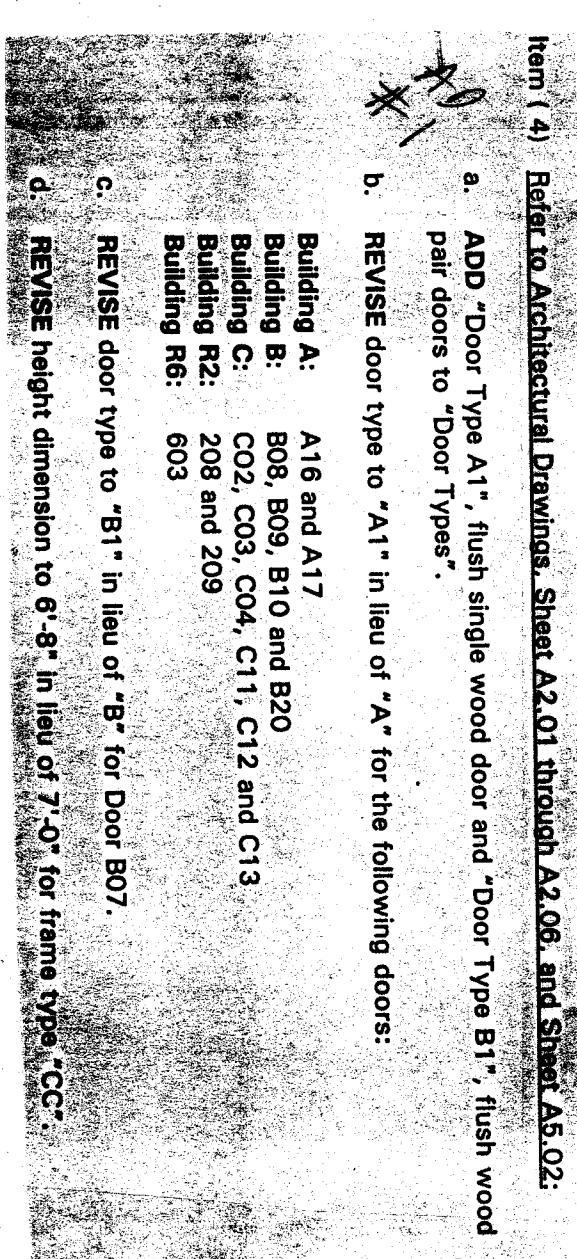 Item ( 4) Refer to Architectural Drawings, Sheet A2.01 through A2.06, and Sheet A5.02:
a. ADD "Door Type A1", flush single wood door and "Door Type B1", flush wood
pair doors to "Door Types".
AD
#1
b. REVISE door type to "A1" in lieu of "A" for the following doors:
Building A: A16 and A17
Building B: B08, B09, B10 and B20
Building C: C02, C03, C04, C11, C12 and C13
Building R2: 208 and 209
Building R6: 603
c. REVISE door type to "B1" in lieu of "B" for Door B07.
d. REVISE height dimension to 6'-8" in lieu of 7'-0" for frame type "CC".